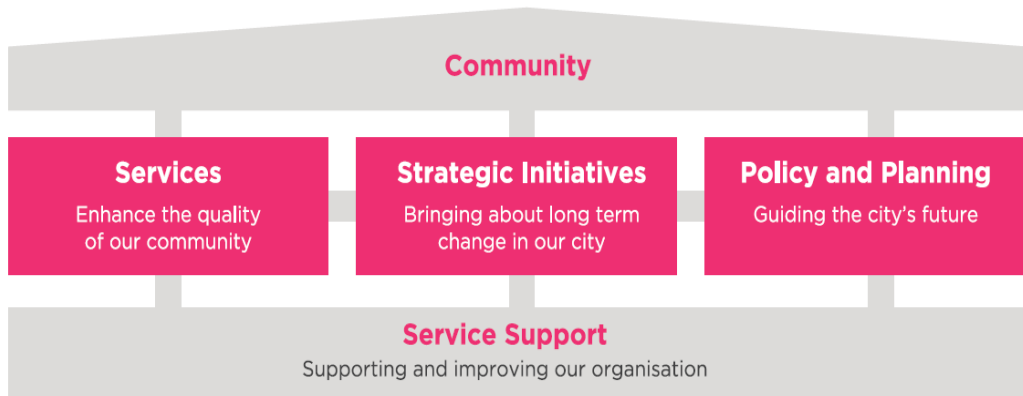 Community
Services
Enhance the quality
of our community
Strategic Initiatives
Bringing about long term
change in our city
Policy and Planning
Guiding the city's future
Service Support
Supporting and improving our organisation